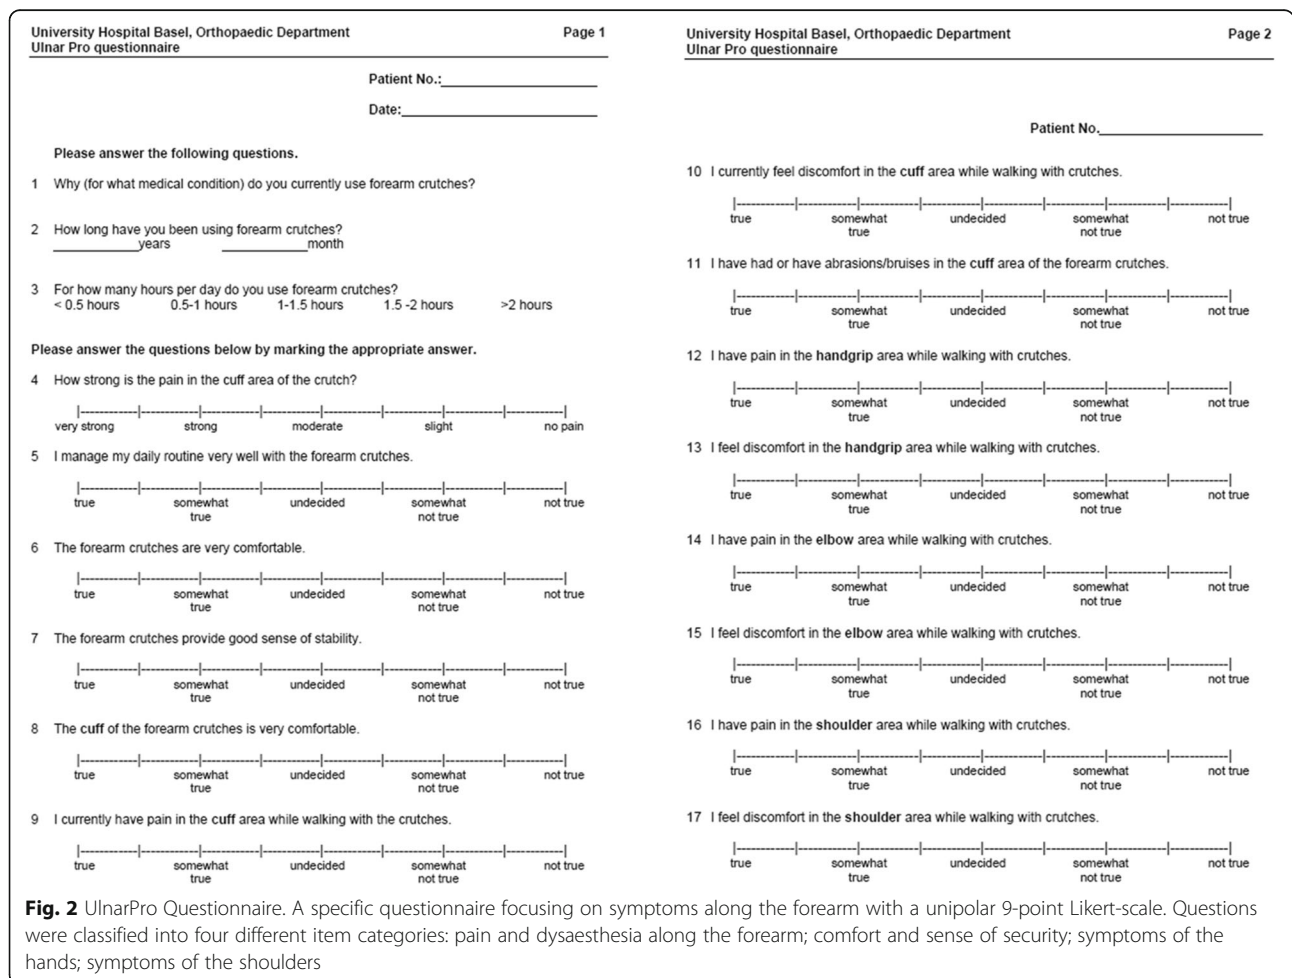 University Hospital Basel, Orthopaedic Department Page 1
Ulnar Pro questionnaire
Patient No.:
Date:
Please answer the following questions.
1 Why (for what medical condition) do you currently use forearm crutches?
2 How long have you been using forearm crutches?
years month
3 For how many hours per day do you use forearm crutches?
< 0.5 hours 0.5-1 hours 1-1.5 hours 1.5 -2 hours >2 hours
Please answer the questions below by marking the appropriate answer.
4 How strong is the pain in the cuff area of the crutch?
very strong strong moderate slight no pain
5 I manage my daily routine very well with the forearm crutches.
true somewhat undecided somewhat not true
true not true
6 The forearm crutches are very comfortable.
true somewhat undecided somewhat not true
true not true
7 The forearm crutches provide good sense of stability.
true somewhat undecided somewhat not true
true not true
8 The cuff of the forearm crutches is very comfortable.
true somewhat undecided somewhat not true
true not true
9 I currently have pain in the cuff area while walking with the crutches.
true somewhat undecided somewhat not true
true not true
University Hospital Basel, Orthopaedic Department Page 2
Ulnar Pro questionnaire
Patient No.
10 I currently feel discomfort in the cuff area while walking with crutches.
true somewhat undecided somewhat not true
true not true
11 I have had or have abrasions/bruises in the cuff area of the forearm crutches.
true somewhat undecided somewhat not true
true not true
12 I have pain in the handgrip area while walking with crutches.
true somewhat undecided somewhat not true
true not true
13 I feel discomfort in the handgrip area while walking with crutches.
true somewhat undecided somewhat not true
true not true
14 I have pain in the elbow area while walking with crutches.
true somewhat undecided somewhat not true
true not true
15 I feel discomfort in the elbow area while walking with crutches.
true somewhat undecided somewhat not true
true not true
16 I have pain in the shoulder area while walking with crutches.
true somewhat undecided somewhat not true
true not true
17 I feel discomfort in the shoulder area while walking with crutches.
true somewhat undecided somewhat not true
true not true
Fig. 2 UlnarPro Questionnaire. A specific questionnaire focusing on symptoms along the forearm with a unipolar 9-point Likert-scale. Questions
were classified into four different item categories: pain and dysaesthesia along the forearm; comfort and sense of security; symptoms of the
hands; symptoms of the shoulders